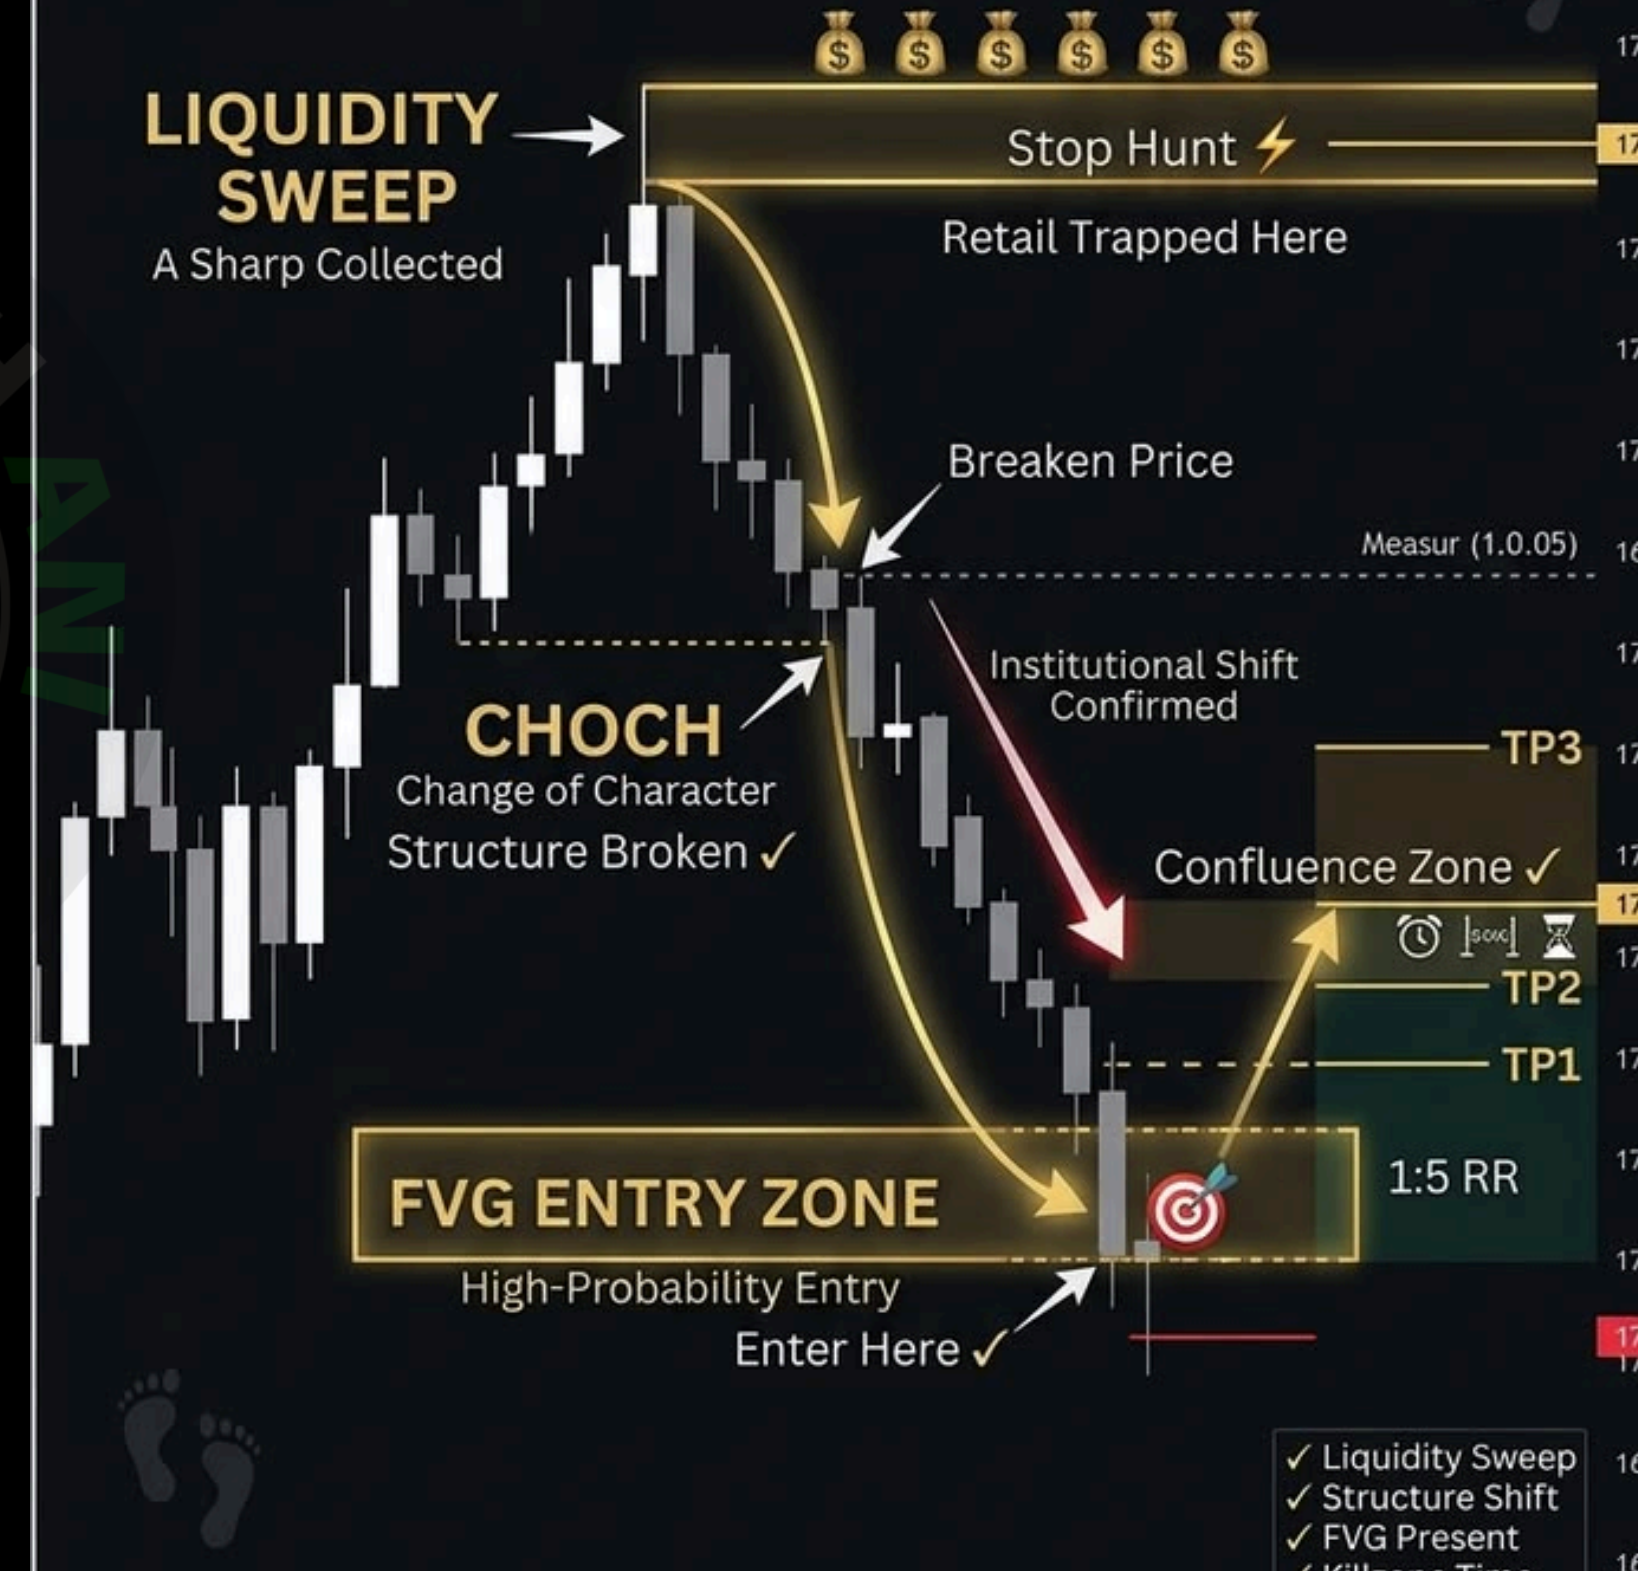 LIQUIDITY
SWEEP
A Sharp Collected
Stop Hunt
Retail Trapped Here
Breaken Price
Measur (1.0.05)
Institutional Shift
Confirmed
CHOCH
Change of Character
Structure Broken ✓
TP3
Confluence Zone ✓
TP2
TP1
FVG ENTRY ZONE
1:5 RR
High-Probability Entry
Enter Here ✓
✓ Liquidity Sweep
✓ Structure Shift
✓ FVG Present